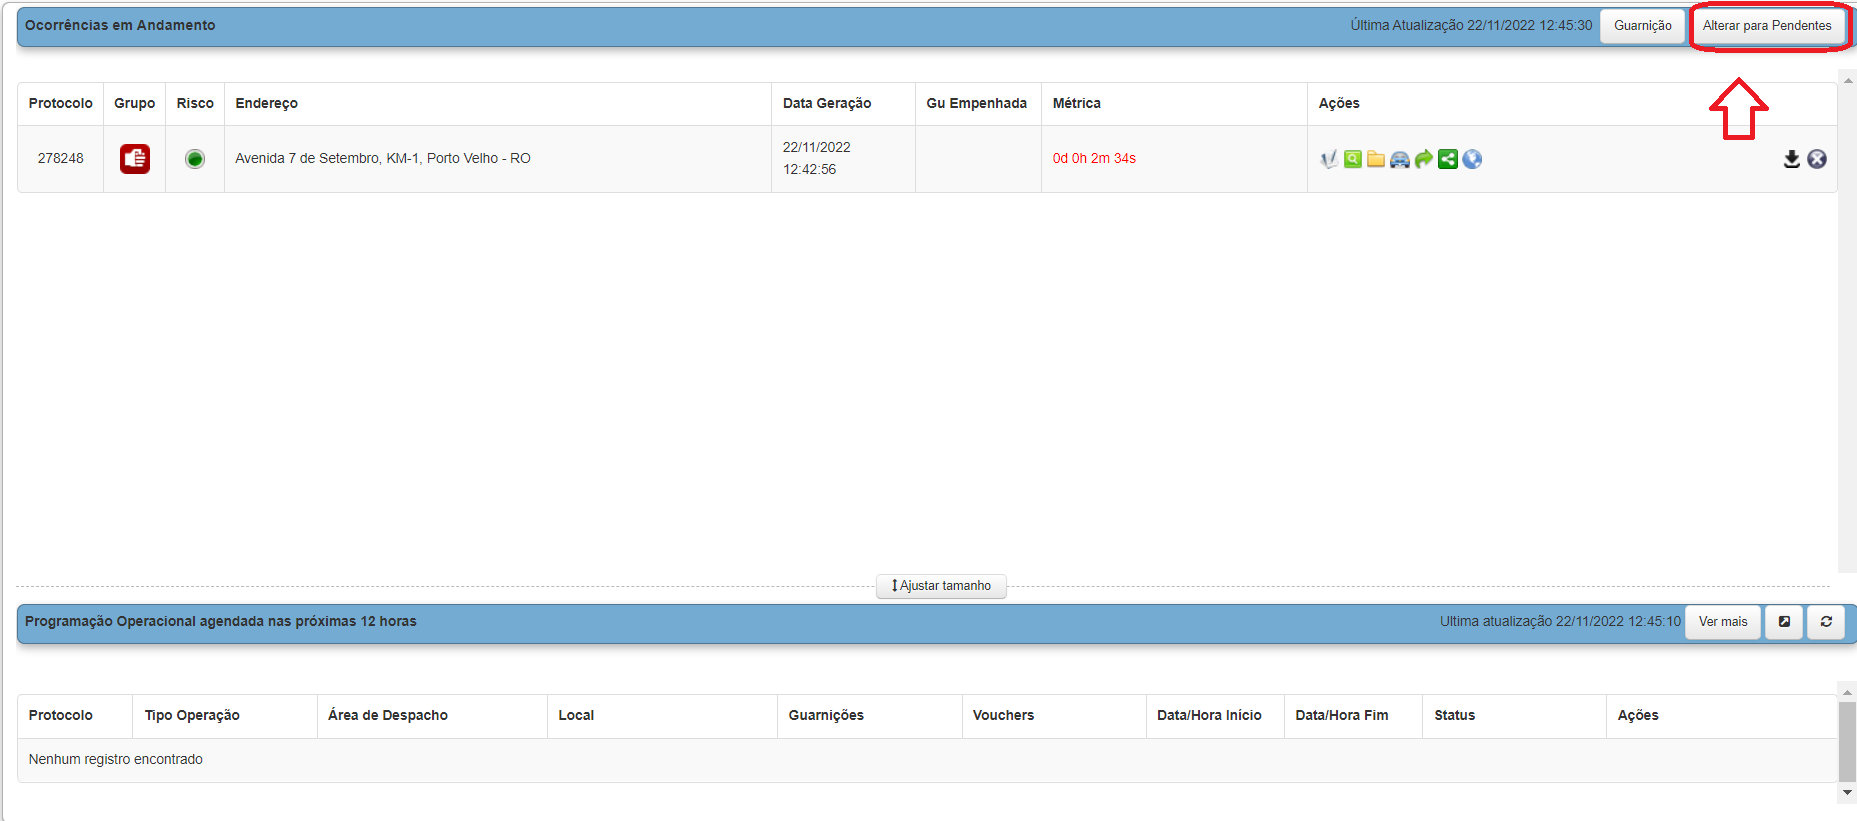 Ocorrências em Andamento
Última Atualização 22/11/2022 12:45:30 Guarnição Alterar para Pendentes
Protocolo Grupo Risco Endereço Data Geração Gu Empenhada Métrica Ações
278248 Avenida 7 de Setembro, KM-1, Porto Velho - RO 22/11/2022 12:42:56 0d 0h 2m 34s
Ajustar tamanho
Programação Operacional agendada nas próximas 12 horas
Ultima atualização 22/11/2022 12:45:10 Ver mais
Protocolo Tipo Operação Área de Despacho Local Guarnições Vouchers Data/Hora Início Data/Hora Fim Status Ações
Nenhum registro encontrado